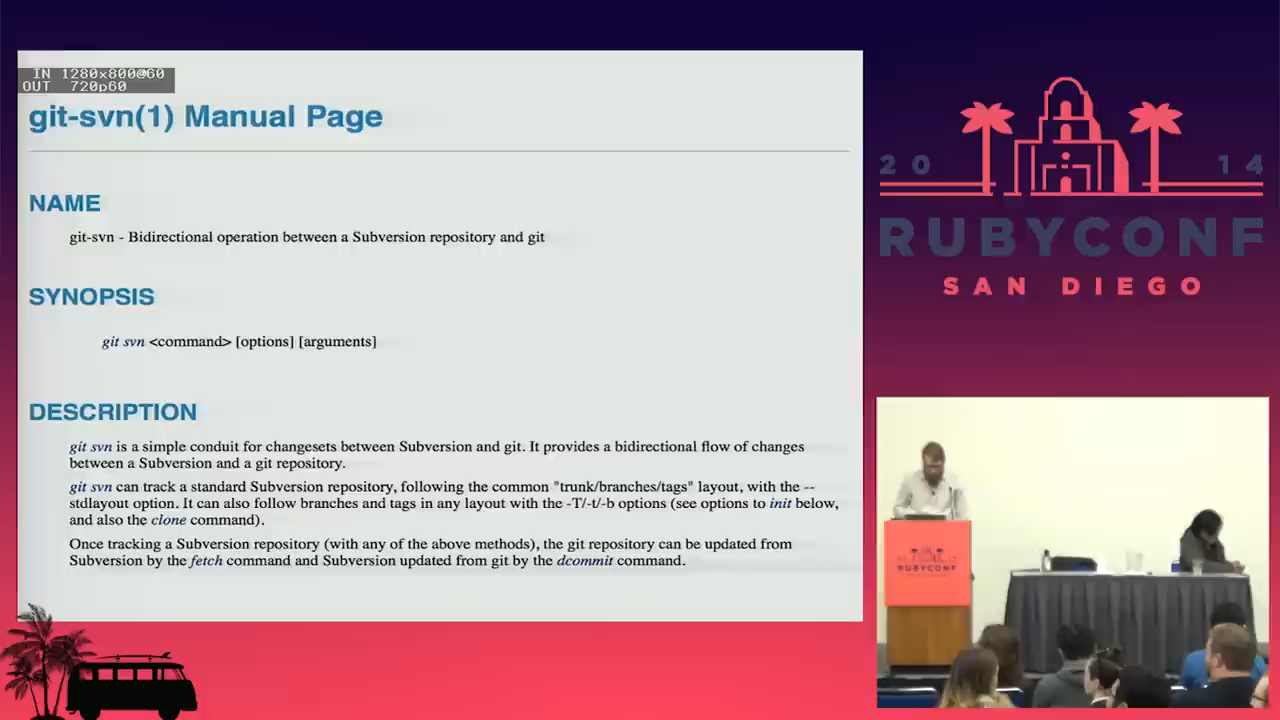 IN 1280x800@60
OUT 720p60
git-svn(1) Manual Page
NAME
git-svn - Bidirectional operation between a Subversion repository and git
SYNOPSIS
git svn <command> [options] [arguments]
DESCRIPTION
git svn is a simple conduit for changesets between Subversion and git. It provides a bidirectional flow of changes
between a Subversion and a git repository.
git svn can track a standard Subversion repository, following the common "trunk/branches/tags" layout, with the --
stdlayout option. It can also follow branches and tags in any layout with the -T/-t/-b options (see options to init below,
and also the clone command).
Once tracking a Subversion repository (with any of the above methods), the git repository can be updated from
Subversion by the fetch command and Subversion updated from git by the dcommit command.
20 14
RUBYCONF
SAN DIEGO
RUBYCONF